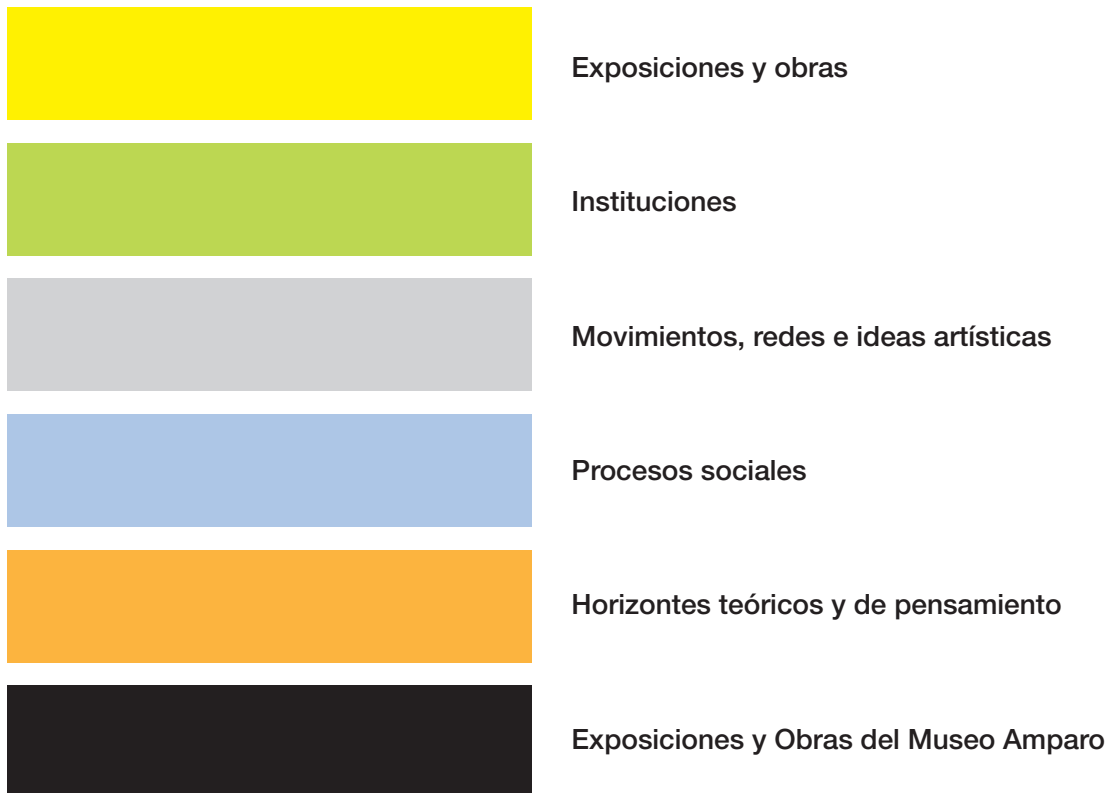 Exposiciones y obras
Instituciones
Movimientos, redes e ideas artísticas
Procesos sociales
Horizontes teóricos y de pensamiento
Exposiciones y Obras del Museo Amparo